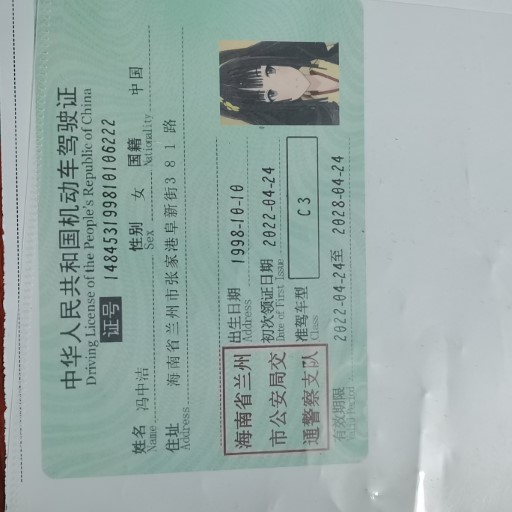 中华人民共和国机动车驾驶证
Driving License of the People's Republic of China
证号 148453199810106222
姓名 冯中洁 性别 女 国籍 中国
Name Sex Nationality
住址 海南省兰州市张家港阜新街381路
Address
海南省兰州
市公安局交
通警察支队
出生日期 1998-10-10
Address
初次领证日期 2022-04-24
Date of First Issue
准驾车型 C3
Class
有效期限 2022-04-24至 2028-04-24
Valid Period